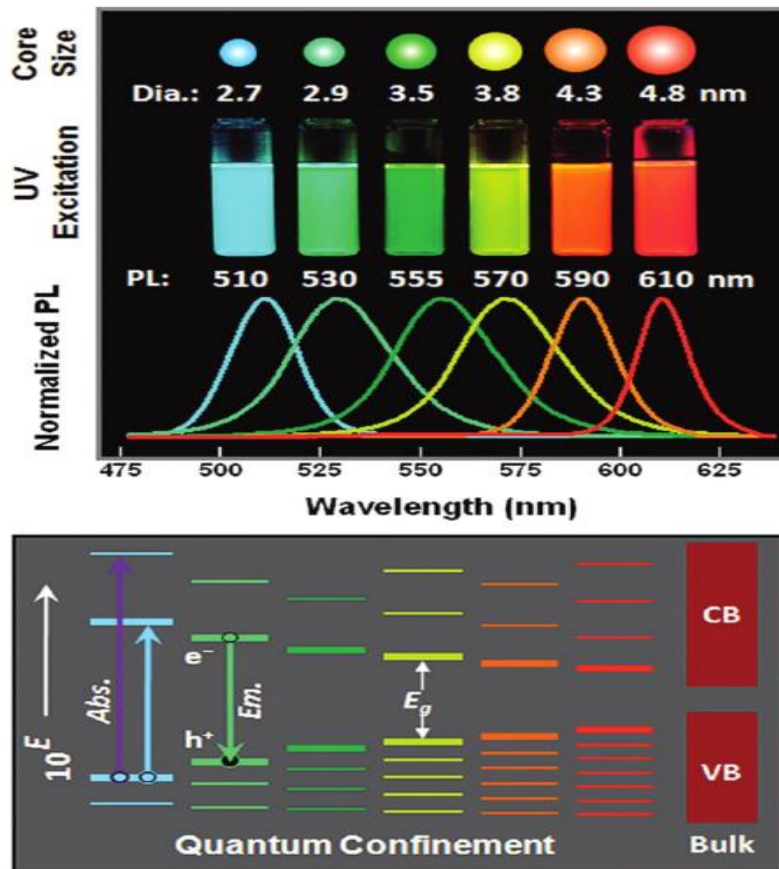 Core Size
Dia.: 2.7 2.9 3.5 3.8 4.3 4.8 nm
UV Excitation
PL: 510 530 555 570 590 610 nm
Normalized PL
475 500 525 550 575 600 625
Wavelength (nm)
CB
e⁻
Abs.
Em.
E_g
h⁺
10^E
VB
Quantum Confinement Bulk